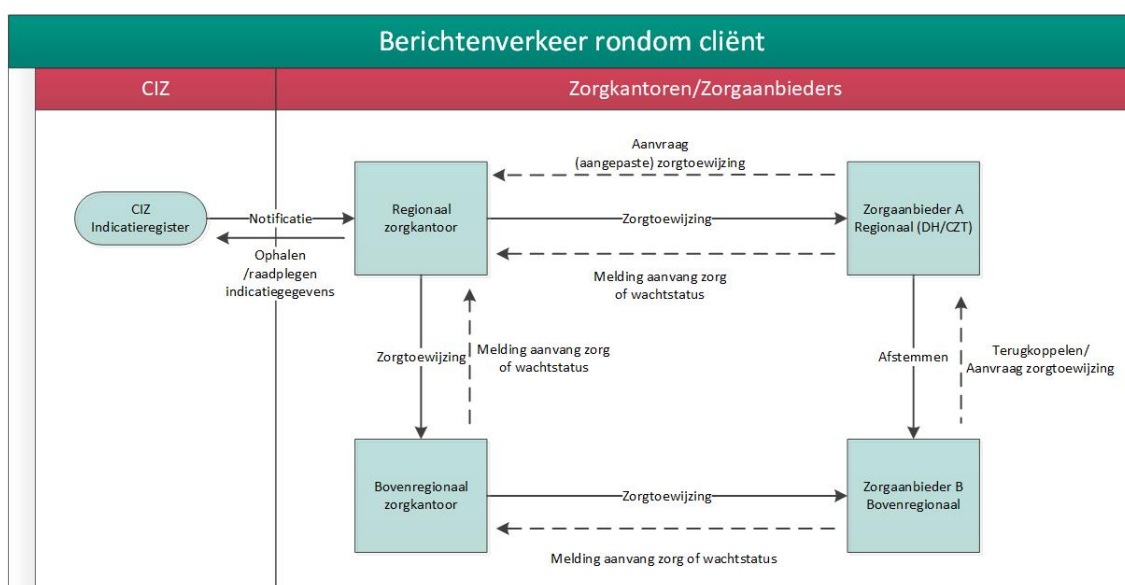 Berichtenverkeer rondom cliënt
CIZ
Zorgkantoren/Zorgaanbieders
Aanvraag
(aangepaste) zorgtoewijzing
CIZ
Indicatieregister
Notificatie
Regionaal
zorgkantoor
Zorgtoewijzing
Zorgaanbieder A
Regionaal (DH/CZT)
Ophalen
/raadplegen
indicatiegegevens
Melding aanvang zorg
of wachtstatus
Zorgtoewijzing
Melding aanvang zorg
of wachtstatus
Afstemmen
Terugkoppelen/
Aanvraag zorgtoewijzing
Bovenregionaal
zorgkantoor
Zorgtoewijzing
Zorgaanbieder B
Bovenregionaal
Melding aanvang zorg of wachtstatus